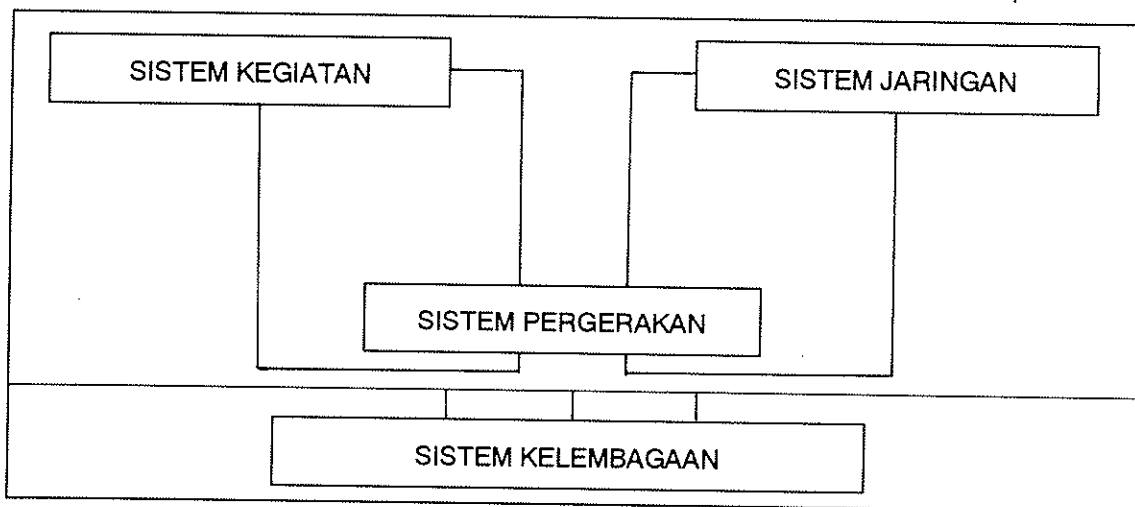 SISTEM KEGIATAN
SISTEM JARINGAN
SISTEM PERGERAKAN
SISTEM KELEMBAGAAN